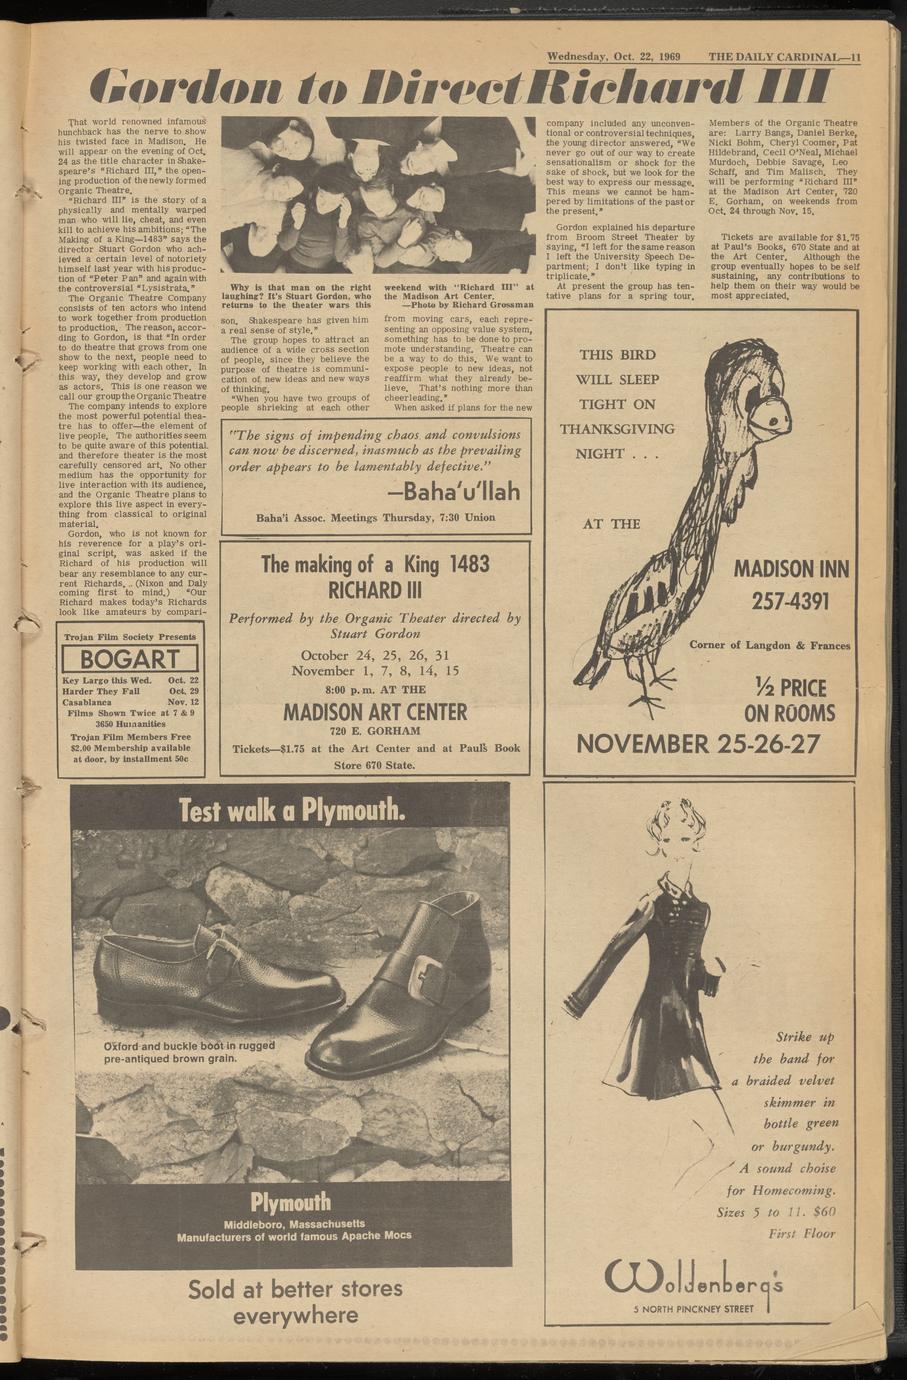 Wednesday, Oct. 22, 1969 THE DAILY CARDINAL—11
Gordon to Direct Richard III
That world renowned infamous
hunchback has the nerve to show
his twisted face in Madison. He
will appear on the evening of Oct.
24 as the title character in Shake-
speare's "Richard III," the open-
ing production of the newly formed
Organic Theatre.
"Richard III" is the story of a
physically and mentally warped
man who will lie, cheat, and even
kill to achieve his ambitions; "The
Making of a King—1483" says the
director Stuart Gordon who ach-
ieved a certain level of notoriety
himself last year with his produc-
tion of "Peter Pan" and again with
the controversial "Lysistrata."
The Organic Theatre Company
consists of ten actors who intend
to work together from production
to production. The reason, accor-
ding to Gordon, is that "In order
to do theatre that grows from one
show to the next, people need to
keep working with each other. In
this way, they develop and grow
as actors. This is one reason we
call our group the Organic Theatre
The company intends to explore
the most powerful potential thea-
tre has to offer—the element of
live people. The authorities seem
to be quite aware of this potential.
and therefore theater is the most
carefully censored art. No other
medium has the opportunity for
live interaction with its audience,
and the Organic Theatre plans to
explore this live aspect in every-
thing from classical to original
material.
Gordon, who is not known for
his reverence for a play's ori-
ginal script, was asked if the
Richard of his production will
bear any resemblance to any cur-
rent Richards. (Nixon and Daly
coming first to mind.) "Our
Richard makes today's Richards
look like amateurs by compari-
Why is that man on the right
laughing? It's Stuart Gordon, who
returns to the theater wars this
weekend with "Richard III" at
the Madison Art Center.
—Photo by Richard Grossman
son. Shakespeare has given him
a real sense of style."
The group hopes to attract an
audience of a wide cross section
of people, since they believe the
purpose of theatre is communi-
cation of new ideas and new ways
of thinking.
"When you have two groups of
people shrieking at each other
from moving cars, each repre-
senting an opposing value system,
something has to be done to pro-
mote understanding. Theatre can
be a way to do this. We want to
expose people to new ideas, not
reaffirm what they already be-
lieve. That's nothing more than
cheerleading."
When asked if plans for the new
company included any unconven-
tional or controversial techniques,
the young director answered, "We
never go out of our way to create
sensationalism or shock for the
sake of shock, but we look for the
best way to express our message.
This means we cannot be ham-
pered by limitations of the past or
the present."
Gordon explained his departure
from Broom Street Theater by
saying, "I left for the same reason
I left the University Speech De-
partment; I don't like typing in
triplicate."
At present the group has ten-
tative plans for a spring tour.
Members of the Organic Theatre
are: Larry Bangs, Daniel Berke,
Nicki Bohm, Cheryl Coomer, Pat
Hildebrand, Cecil O'Neal, Michael
Murdoch, Debbie Savage, Leo
Schaff, and Tim Malisch. They
will be performing "Richard III"
at the Madison Art Center, 720
E. Gorham, on weekends from
Oct. 24 through Nov. 15.
Tickets are available for $1.75
at Paul's Books, 670 State and at
the Art Center. Although the
group eventually hopes to be self
sustaining, any contributions to
help them on their way would be
most appreciated.
"The signs of impending chaos and convulsions
can now be discerned, inasmuch as the prevailing
order appears to be lamentably defective."
—Baha'u'llah
Baha'i Assoc. Meetings Thursday, 7:30 Union
The making of a King 1483
RICHARD III
Performed by the Organic Theater directed by
Stuart Gordon
October 24, 25, 26, 31
November 1, 7, 8, 14, 15
8:00 p.m. AT THE
MADISON ART CENTER
720 E. GORHAM
Tickets—$1.75 at the Art Center and at Paul's Book
Store 670 State.
Trojan Film Society Presents
BOGART
Key Largo this Wed. Oct. 22
Harder They Fall Oct. 29
Casablanca Nov. 12
Films Shown Twice at 7 & 9
3650 Humanities
Trojan Film Members Free
$2.00 Membership available
at door, by installment 50c
THIS BIRD
WILL SLEEP
TIGHT ON
THANKSGIVING
NIGHT . . .
AT THE
MADISON INN
257-4391
Corner of Langdon & Frances
½ PRICE
ON ROOMS
NOVEMBER 25-26-27
Test walk a Plymouth.
Oxford and buckle boot in rugged
pre-antiqued brown grain.
Plymouth
Middleboro, Massachusetts
Manufacturers of world famous Apache Mocs
Sold at better stores
everywhere
Strike up
the band for
a braided velvet
skimmer in
bottle green
or burgundy.
A sound choise
for Homecoming.
Sizes 5 to 11. $60
First Floor
Woldenberg's
5 NORTH PINCKNEY STREET